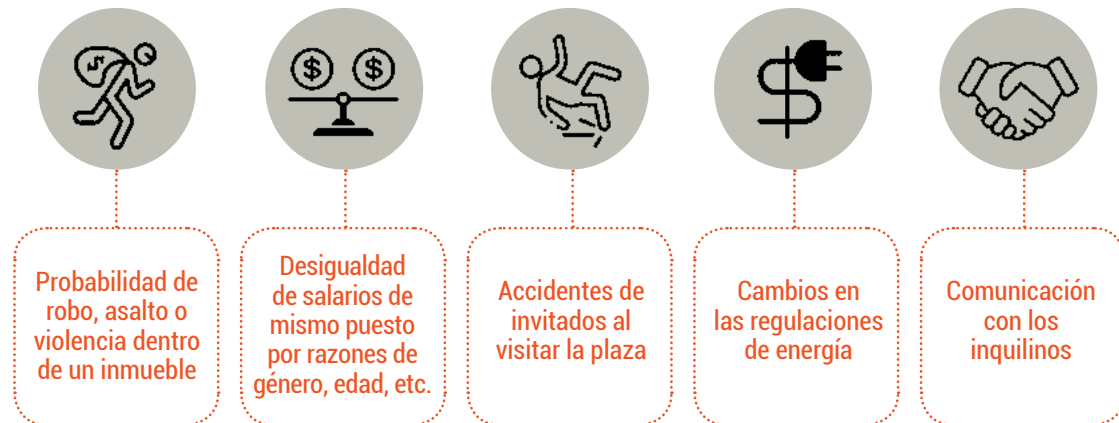 $
$ $
Probabilidad de
robo, asalto o
violencia dentro
de un inmueble
Desigualdad
de salarios de
mismo puesto
por razones de
género, edad, etc.
Accidentes de
invitados al
visitar la plaza
Cambios en
las regulaciones
de energía
Comunicación
con los
inquilinos